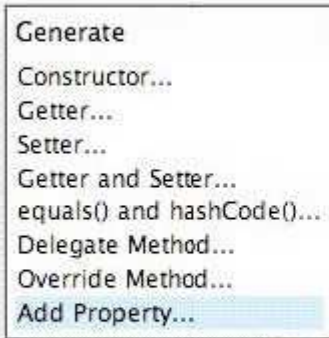 Generate
Constructor...
Getter...
Setter...
Getter and Setter...
equals() and hashCode()...
Delegate Method...
Override Method...
Add Property...